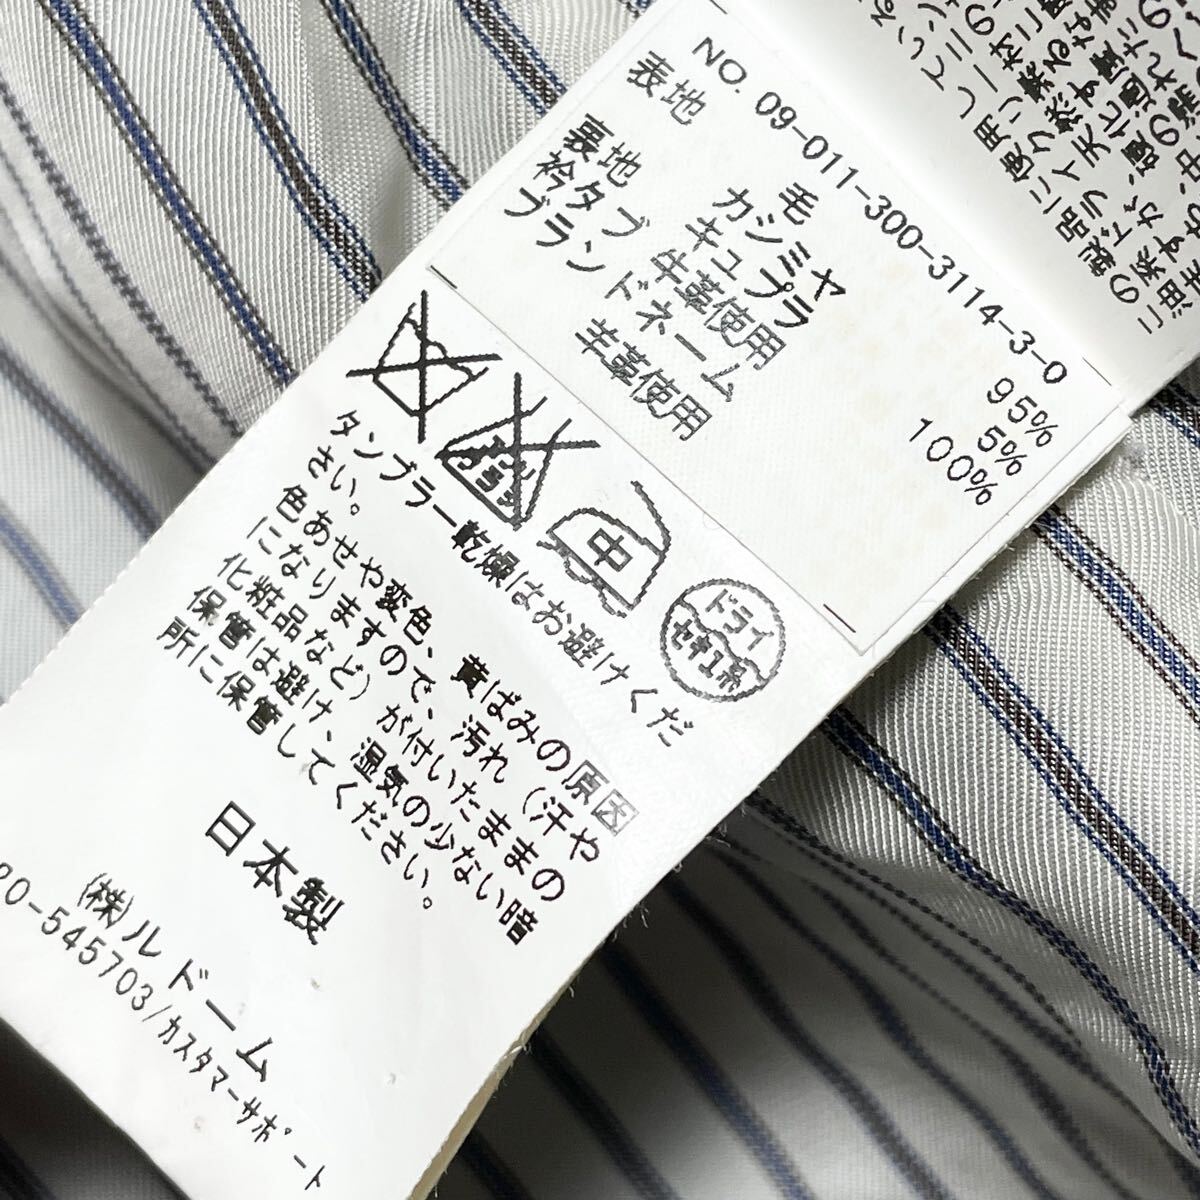 NO. 09-011-300-3114-3-0
表地 毛 95%
カシミヤ 5%
裏地 キュプラ 100%
衿タブ 牛革使用
ブランドネーム
羊革使用
エンソ
サラシ
中
ドライ
セキユ系
タンブラー乾燥はお避けくだ
さい。
色あせや変色、黄ばみの原因
になりますので、汚れ(汗や
化粧品など)が付いたままの
保管は避け、湿気の少ない暗
所に保管してください。
日本製
(株)ルドーム
20-545703/カスタマーサポート